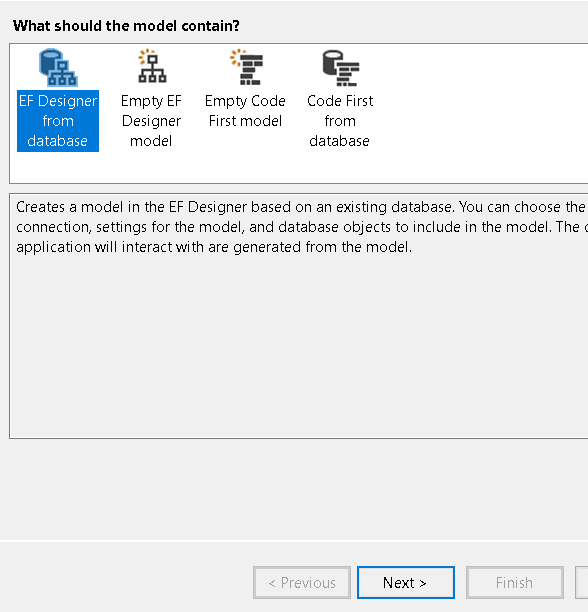 What should the model contain?
EF Designer from database
Empty EF Designer model
Empty Code First model
Code First from database
Creates a model in the EF Designer based on an existing database. You can choose the
connection, settings for the model, and database objects to include in the model. The
application will interact with are generated from the model.
< Previous
Next >
Finish